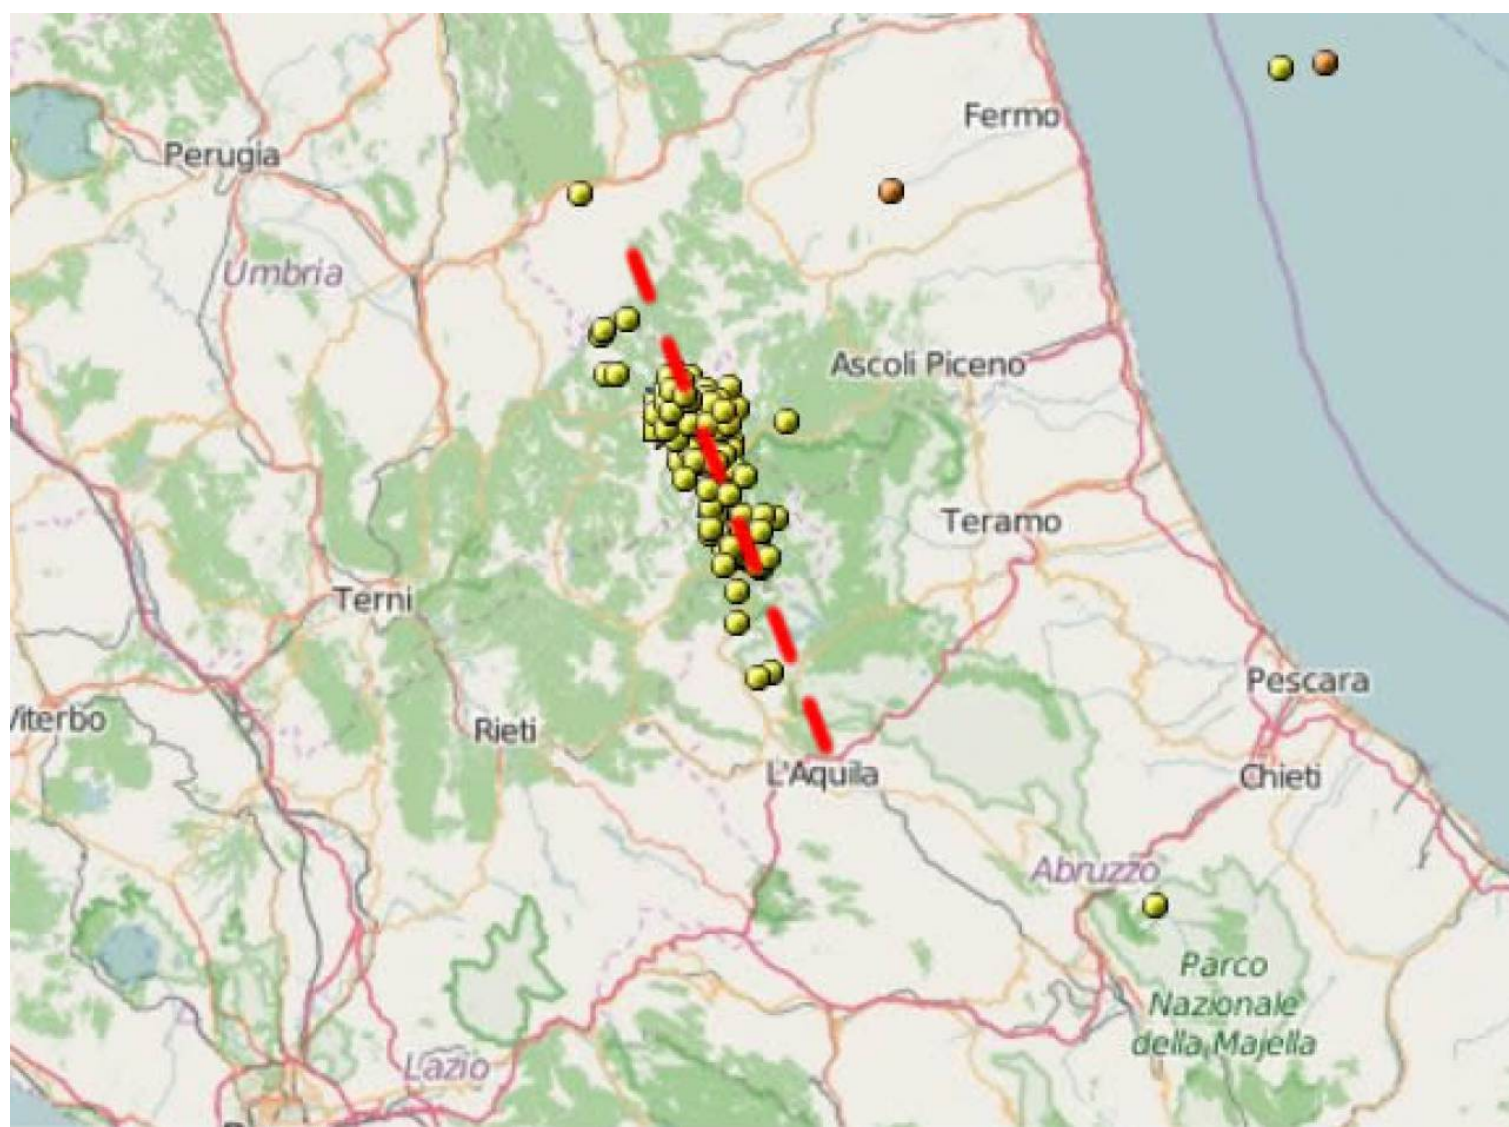 Fermo
Perugia
Umbria
Ascoli Piceno
Teramo
Terni
Pescara
Viterbo
Rieti
L'Aquila
Chieti
Abruzzo
Parco
Nazionale
della Majella
Lazio